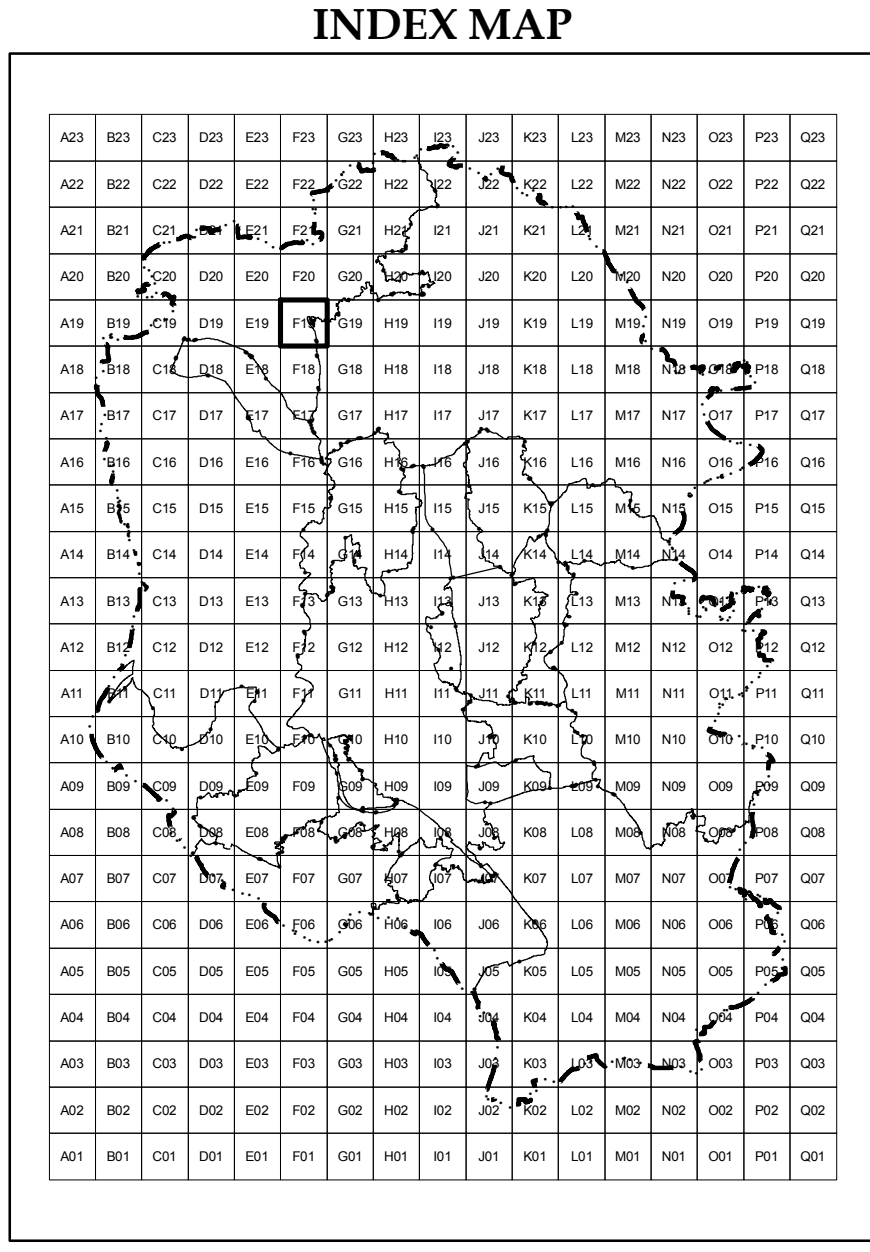 INDEX MAP
A23 B23 C23 D23 E23 F23 G23 H23 I23 J23 K23 L23 M23 N23 O23 P23 Q23
A22 B22 C22 D22 E22 F22 G22 H22 I22 J22 K22 L22 M22 N22 O22 P22 Q22
A21 B21 C21 D21 E21 F21 G21 H21 I21 J21 K21 L21 M21 N21 O21 P21 Q21
A20 B20 C20 D20 E20 F20 G20 H20 I20 J20 K20 L20 M20 N20 O20 P20 Q20
A19 B19 C19 D19 E19 F19 G19 H19 I19 J19 K19 L19 M19 N19 O19 P19 Q19
A18 B18 C18 D18 E18 F18 G18 H18 I18 J18 K18 L18 M18 N18 O18 P18 Q18
A17 B17 C17 D17 E17 F17 G17 H17 I17 J17 K17 L17 M17 N17 O17 P17 Q17
A16 B16 C16 D16 E16 F16 G16 H16 I16 J16 K16 L16 M16 N16 O16 P16 Q16
A15 B15 C15 D15 E15 F15 G15 H15 I15 J15 K15 L15 M15 N15 O15 P15 Q15
A14 B14 C14 D14 E14 F14 G14 H14 I14 J14 K14 L14 M14 N14 O14 P14 Q14
A13 B13 C13 D13 E13 F13 G13 H13 I13 J13 K13 L13 M13 N13 O13 P13 Q13
A12 B12 C12 D12 E12 F12 G12 H12 I12 J12 K12 L12 M12 N12 O12 P12 Q12
A11 B11 C11 D11 E11 F11 G11 H11 I11 J11 K11 L11 M11 N11 O11 P11 Q11
A10 B10 C10 D10 E10 F10 G10 H10 I10 J10 K10 L10 M10 N10 O10 P10 Q10
A09 B09 C09 D09 E09 F09 G09 H09 I09 J09 K09 L09 M09 N09 O09 P09 Q09
A08 B08 C08 D08 E08 F08 G08 H08 I08 J08 K08 L08 M08 N08 O08 P08 Q08
A07 B07 C07 D07 E07 F07 G07 H07 I07 J07 K07 L07 M07 N07 O07 P07 Q07
A06 B06 C06 D06 E06 F06 G06 H06 I06 J06 K06 L06 M06 N06 O06 P06 Q06
A05 B05 C05 D05 E05 F05 G05 H05 I05 J05 K05 L05 M05 N05 O05 P05 Q05
A04 B04 C04 D04 E04 F04 G04 H04 I04 J04 K04 L04 M04 N04 O04 P04 Q04
A03 B03 C03 D03 E03 F03 G03 H03 I03 J03 K03 L03 M03 N03 O03 P03 Q03
A02 B02 C02 D02 E02 F02 G02 H02 I02 J02 K02 L02 M02 N02 O02 P02 Q02
A01 B01 C01 D01 E01 F01 G01 H01 I01 J01 K01 L01 M01 N01 O01 P01 Q01